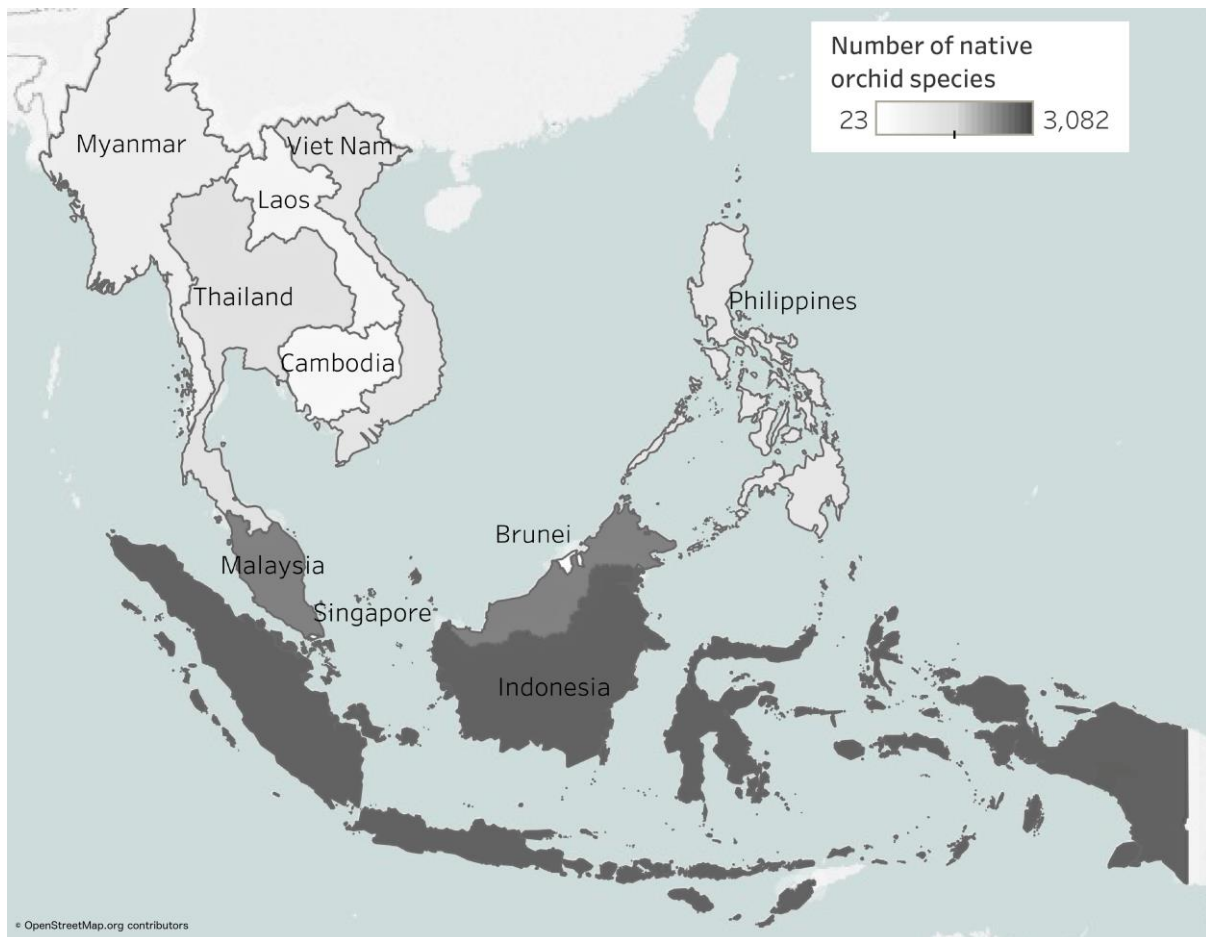 Number of native
orchid species
23
3,082
Myanmar
Viet Nam
Laos
Thailand
Philippines
Cambodia
Brunei
Malaysia
Singapore
Indonesia
© OpenStreetMap.org contributors